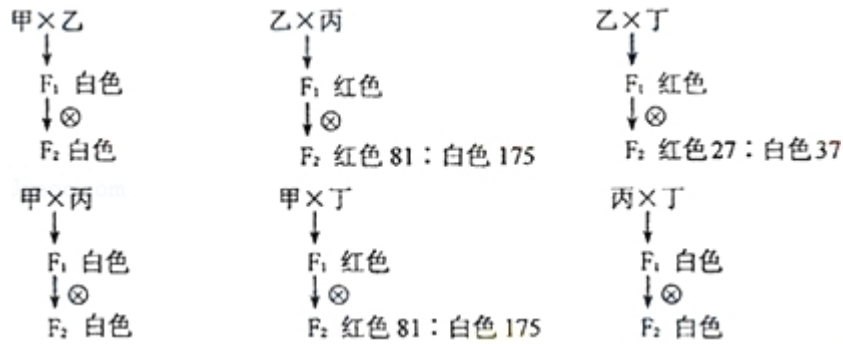 甲×乙 乙×丙 乙×丁
F₁ 白色 F₁ 红色 F₁ 红色
⊗ ⊗ ⊗
F₂ 白色 F₂ 红色 81：白色 175 F₂ 红色 27：白色 37
甲×丙 甲×丁 丙×丁
F₁ 白色 F₁ 红色 F₁ 白色
⊗ ⊗ ⊗
F₂ 白色 F₂ 红色 81：白色 175 F₂ 白色